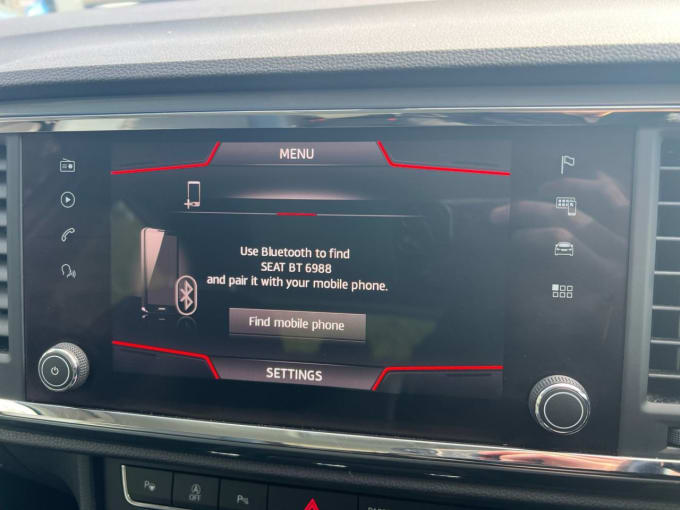 MENU
Use Bluetooth to find
SEAT BT 6988
and pair it with your mobile phone.
Find mobile phone
SETTINGS
P
A OFF
P